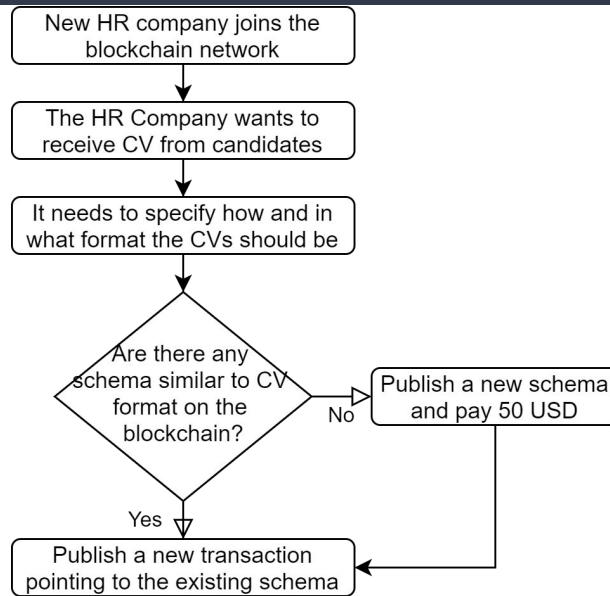 New HR company joins the
blockchain network
The HR Company wants to
receive CV from candidates
It needs to specify how and in
what format the CVs should be
Are there any
schema similar to CV
format on the
blockchain?
No
Publish a new schema
and pay 50 USD
Yes
Publish a new transaction
pointing to the existing schema